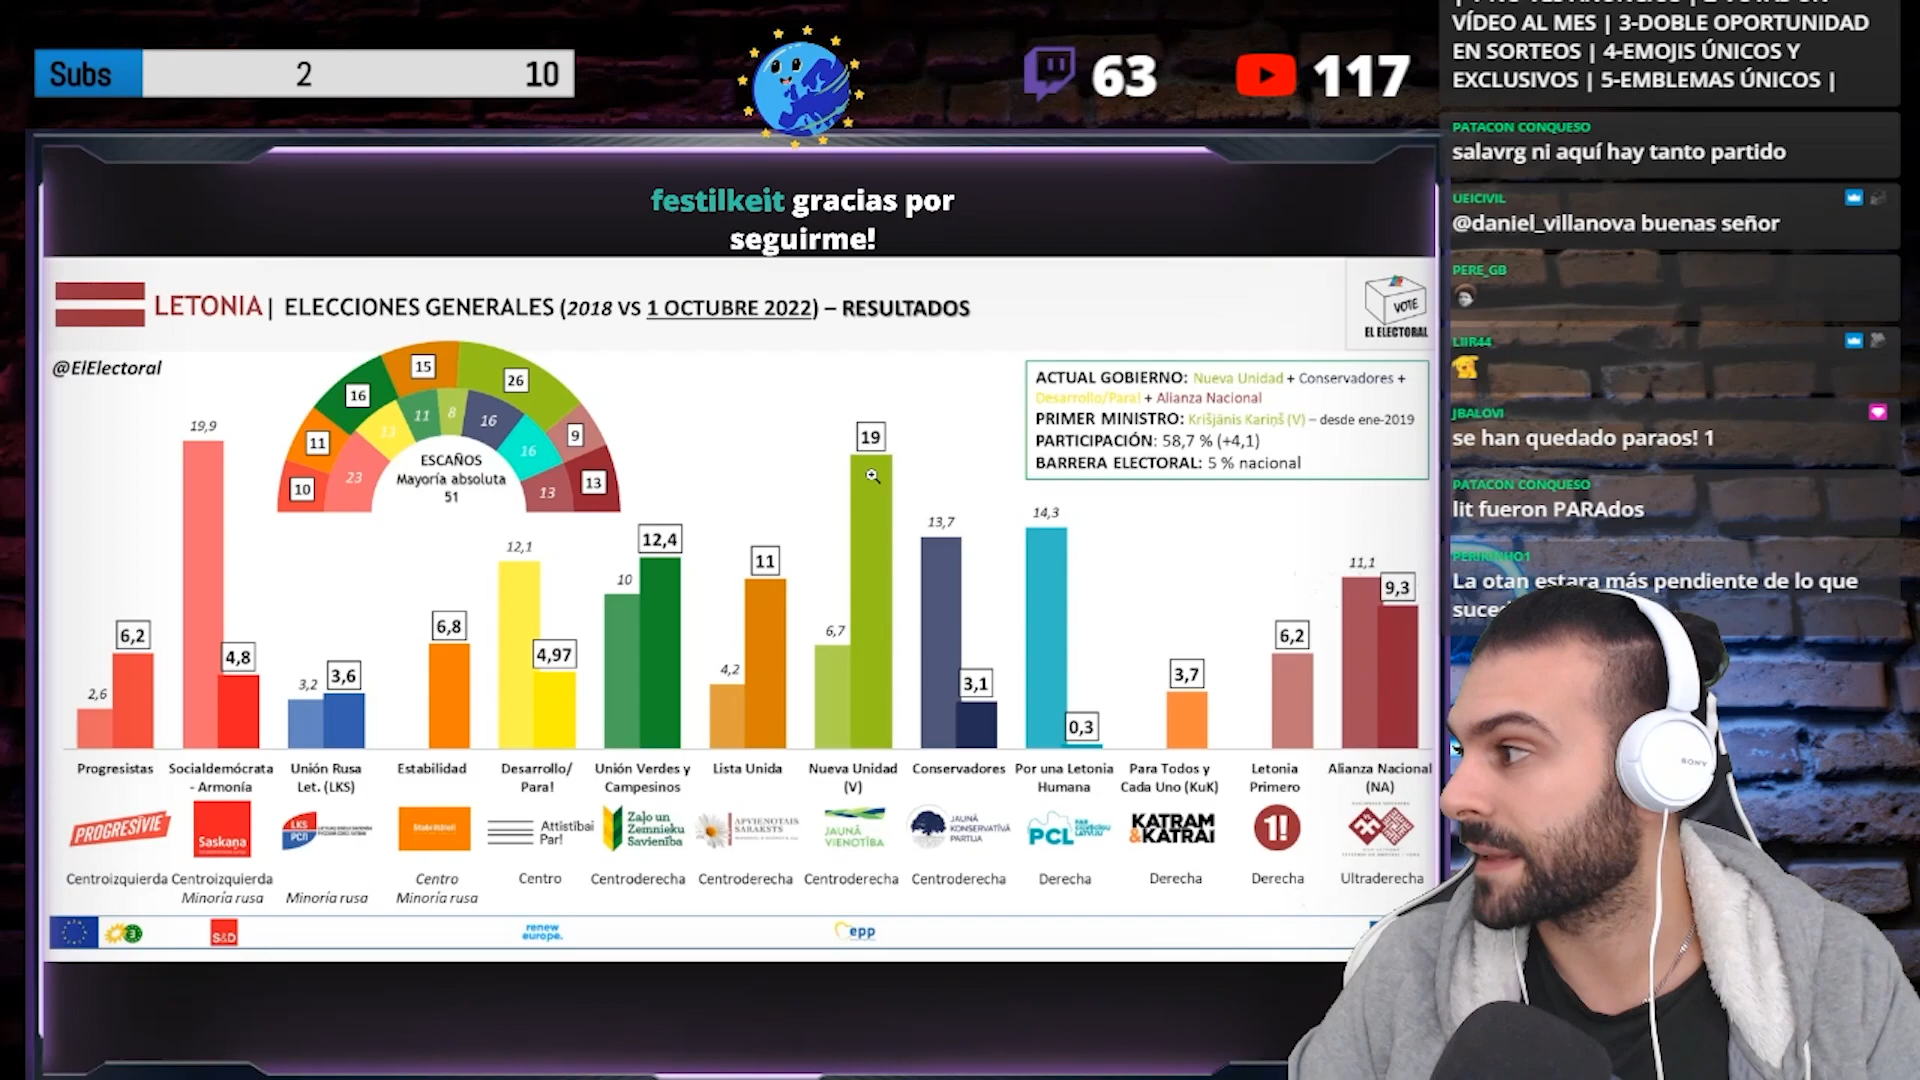 Subs 2 10
63 117
festilkeit gracias por
seguirme!
LETONIA | ELECCIONES GENERALES (2018 VS 1 OCTUBRE 2022) – RESULTADOS
VOTE
EL ELECTORAL
@ElElectoral
ACTUAL GOBIERNO: Nueva Unidad + Conservadores +
Desarrollo/Para! + Alianza Nacional
PRIMER MINISTRO: Krišjānis Kariņš (V) – desde ene-2019
PARTICIPACIÓN: 58,7 % (+4,1)
BARRERA ELECTORAL: 5 % nacional
10 11 16 15 26 9 13
23 13 11 8 16 16 13
ESCAÑOS
Mayoría absoluta
51
2,6 6,2 19,9 4,8 3,2 3,6 6,8 12,1 4,97 10 12,4 4,2 11 6,7 19 13,7 3,1 14,3 0,3 3,7 6,2 11,1 9,3
Progresistas
Socialdemócrata
- Armonía
Unión Rusa
Let. (LKS)
Estabilidad
Desarrollo/
Para!
Unión Verdes y
Campesinos
Lista Unida
Nueva Unidad
(V)
Conservadores
Por una Letonia
Humana
Para Todos y
Cada Uno (KuK)
Letonia
Primero
Alianza Nacional
(NA)
PROGRESĪVIE
Saskaņa
LKS
РСЛ
Stabilitātei!
Attīstībai
Par!
Zaļo un
Zemnieku
Savienība
APVIENOTAIS
SARAKSTS
JAUNĀ
VIENOTĪBA
JAUNĀ
KONSERVATĪVĀ
PARTIJA
PCL
KATRAM
&KATRAI
1!
Centroizquierda
Centroizquierda
Minoría rusa
Minoría rusa
Centro
Minoría rusa
Centro
Centroderecha
Centroderecha
Centroderecha
Centroderecha
Derecha
Derecha
Derecha
Ultraderecha
S&D
renew
europe.
epp
VÍDEO AL MES | 3-DOBLE OPORTUNIDAD
EN SORTEOS | 4-EMOJIS ÚNICOS Y
EXCLUSIVOS | 5-EMBLEMAS ÚNICOS |
PATACON CONQUESO
salavrg ni aquí hay tanto partido
UEICIVIL
@daniel_villanova buenas señor
PERE_GB
LIIR44
JBALOVI
se han quedado paraos! 1
PATACON CONQUESO
lit fueron PARAdos
La otan estara más pendiente de lo que
SONY